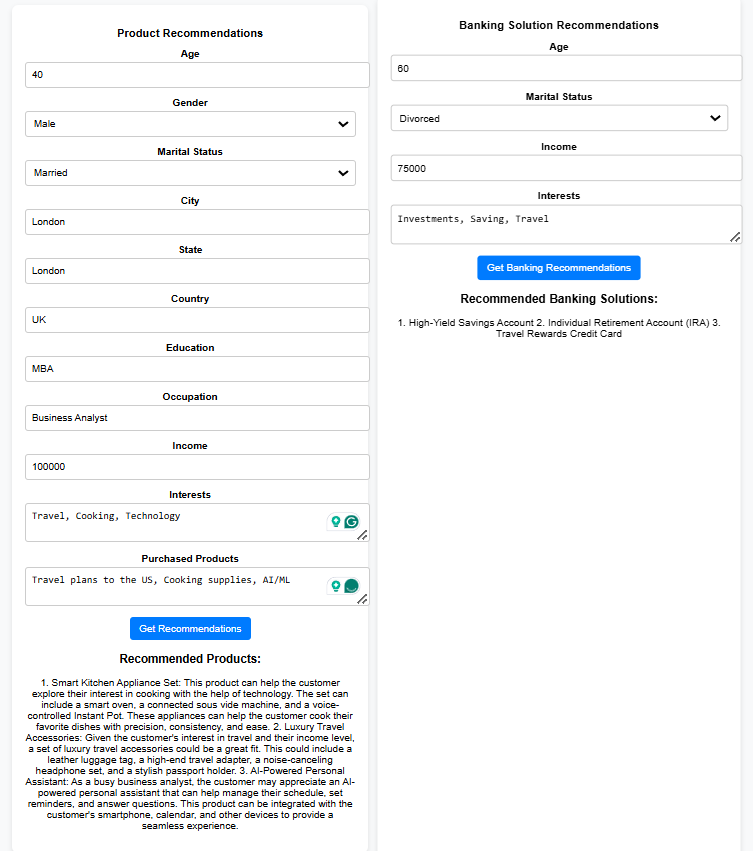 Product Recommendations
Age
40
Gender
Male
Marital Status
Married
City
London
State
London
Country
UK
Education
MBA
Occupation
Business Analyst
Income
100000
Interests
Travel, Cooking, Technology
Purchased Products
Travel plans to the US, Cooking supplies, AI/ML
Get Recommendations
Recommended Products:
1. Smart Kitchen Appliance Set: This product can help the customer
explore their interest in cooking with the help of technology. The set can
include a smart oven, a connected sous vide machine, and a voice-
controlled Instant Pot. These appliances can help the customer cook their
favorite dishes with precision, consistency, and ease. 2. Luxury Travel
Accessories: Given the customer's interest in travel and their income level,
a set of luxury travel accessories could be a great fit. This could include a
leather luggage tag, a high-end travel adapter, a noise-canceling
headphone set, and a stylish passport holder. 3. AI-Powered Personal
Assistant: As a busy business analyst, the customer may appreciate an AI-
powered personal assistant that can help manage their schedule, set
reminders, and answer questions. This product can be integrated with the
customer's smartphone, calendar, and other devices to provide a
seamless experience.
Banking Solution Recommendations
Age
60
Marital Status
Divorced
Income
75000
Interests
Investments, Saving, Travel
Get Banking Recommendations
Recommended Banking Solutions:
1. High-Yield Savings Account 2. Individual Retirement Account (IRA) 3.
Travel Rewards Credit Card